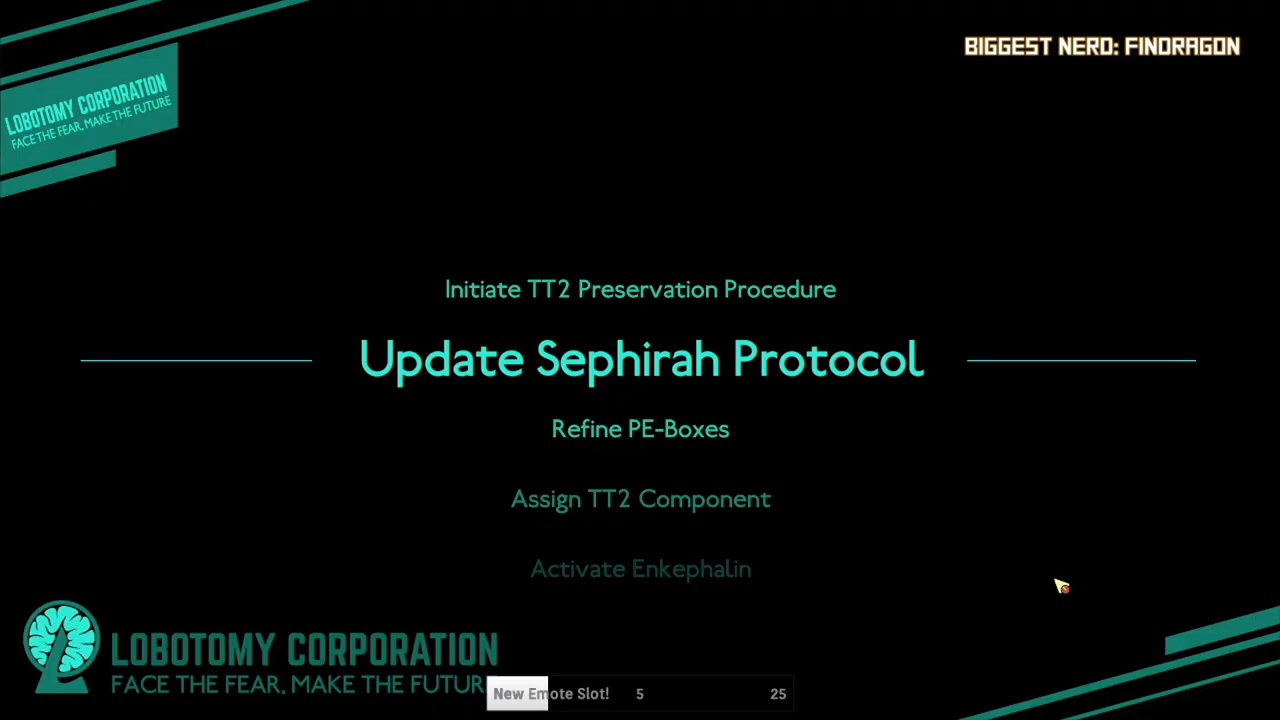 BIGGEST NERD: FINDRAGON
LOBOTOMY CORPORATION
FACE THE FEAR, MAKE THE FUTURE
Initiate TT2 Preservation Procedure
Update Sephirah Protocol
Refine PE-Boxes
Assign TT2 Component
Activate Enkephalin
LOBOTOMY CORPORATION
FACE THE FEAR, MAKE THE FUTUR
New Emote Slot! 5 25